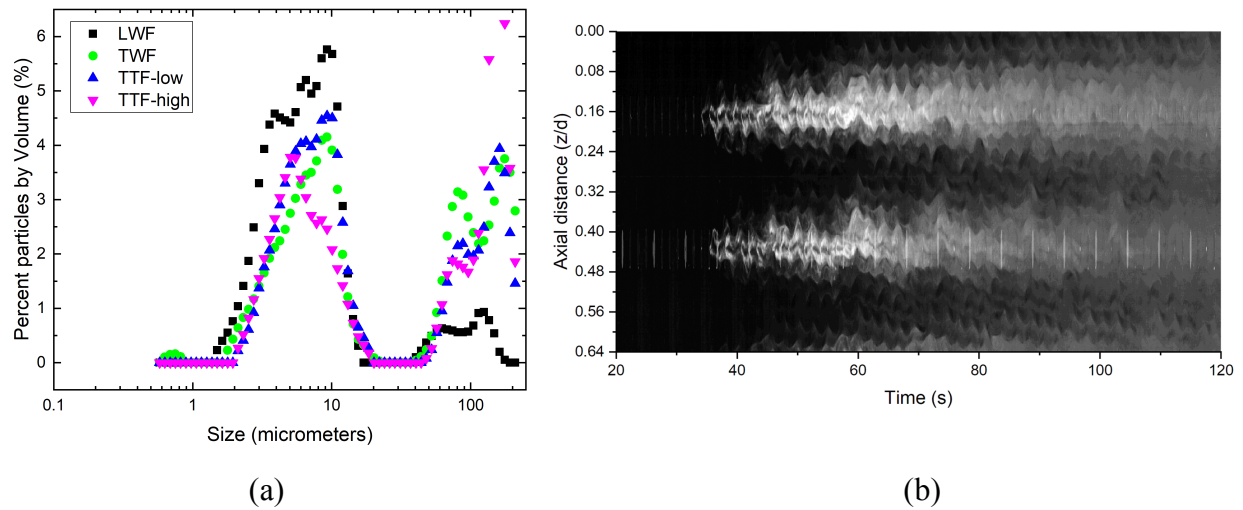 LWF
TWF
TTF-low
TTF-high
Percent particles by Volume (%)
6
5
4
3
2
1
0
0.1 1 10 100
Size (micrometers)
(a)
Axial distance (z/d)
0.00
0.08
0.16
0.24
0.32
0.40
0.48
0.56
0.64
20 40 60 80 100 120
Time (s)
(b)